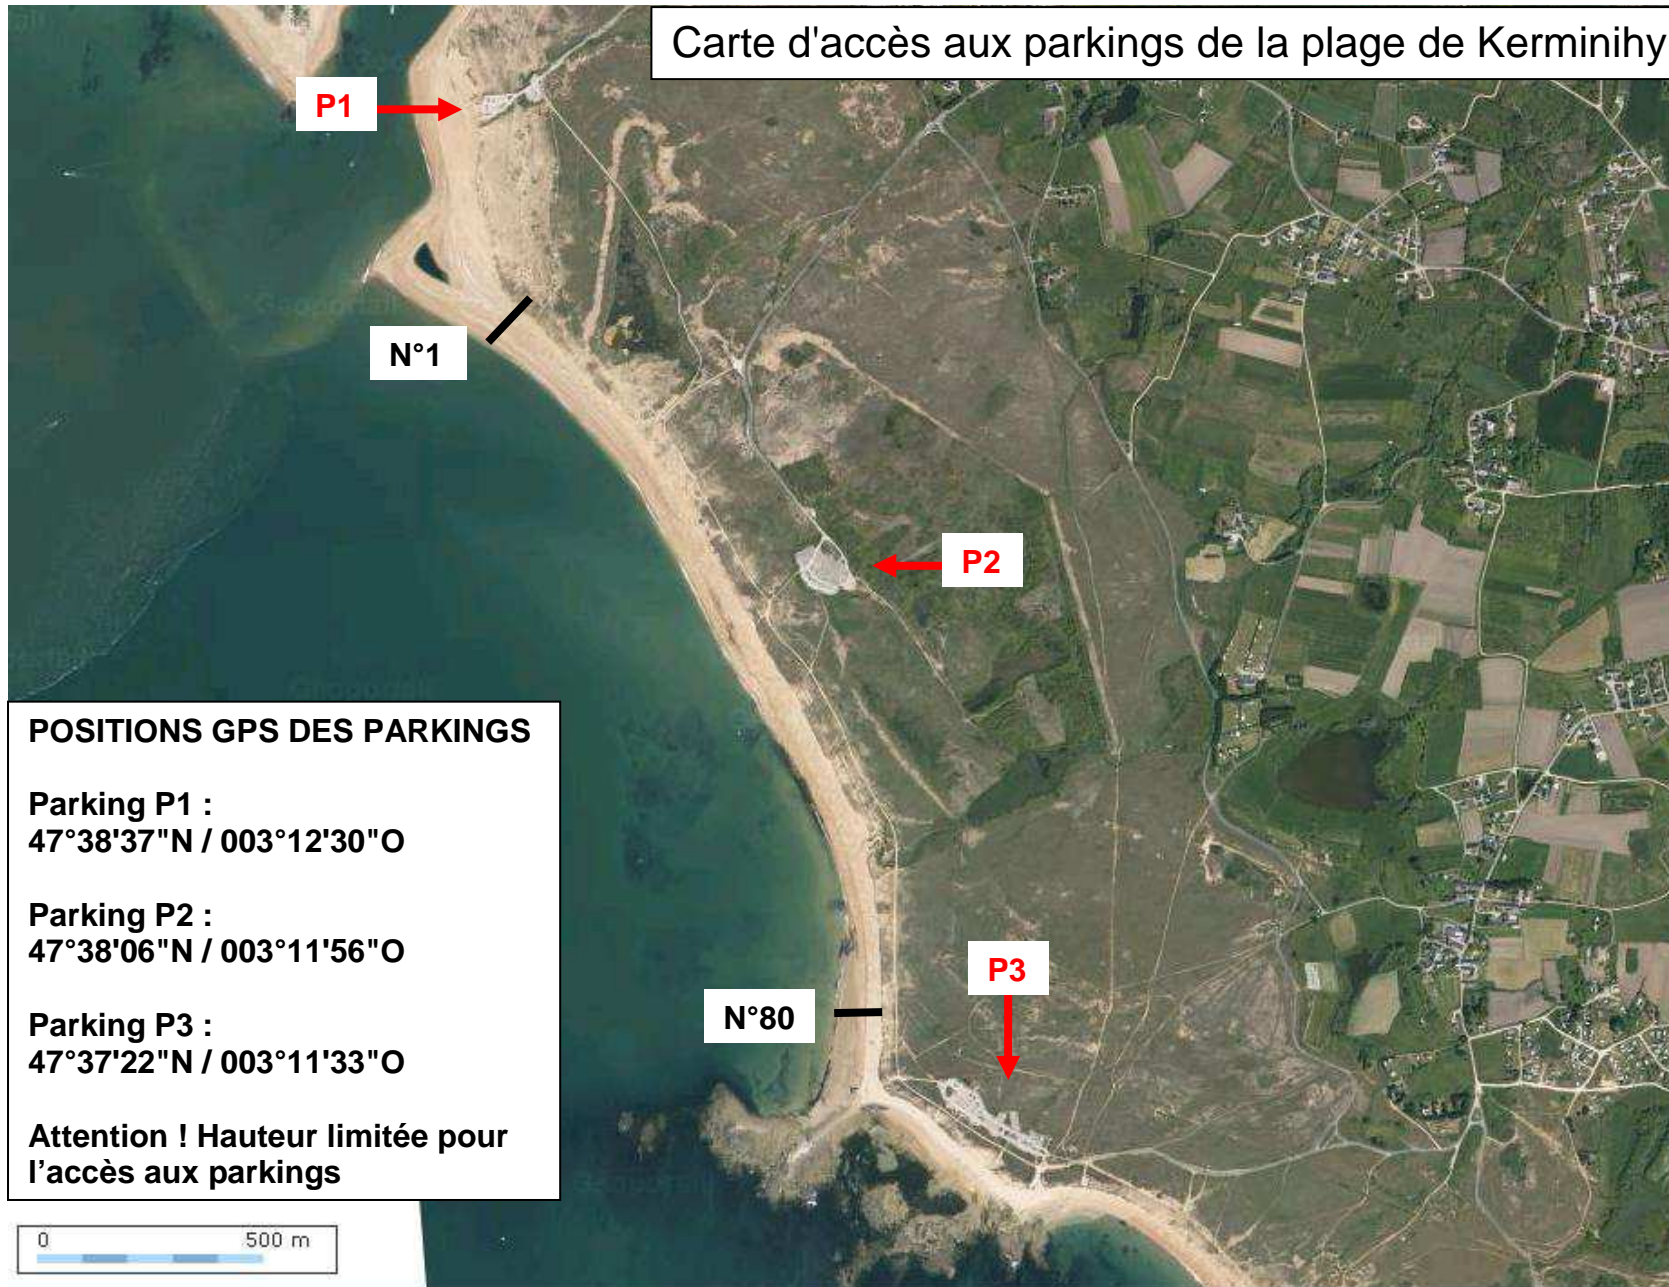 Carte d'accès aux parkings de la plage de Kerminihy
P1
N°1
P2
POSITIONS GPS DES PARKINGS
Parking P1 :
47°38'37"N / 003°12'30"O
Parking P2 :
47°38'06"N / 003°11'56"O
Parking P3 :
47°37'22"N / 003°11'33"O
Attention ! Hauteur limitée pour
l'accès aux parkings
P3
N°80
0 500 m